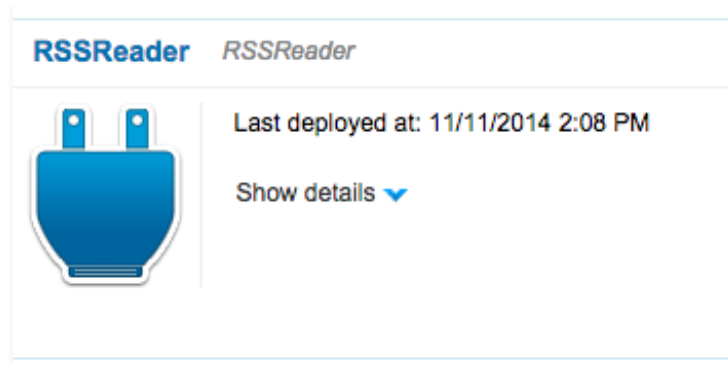 RSSReader RSSReader
Last deployed at: 11/11/2014 2:08 PM
Show details